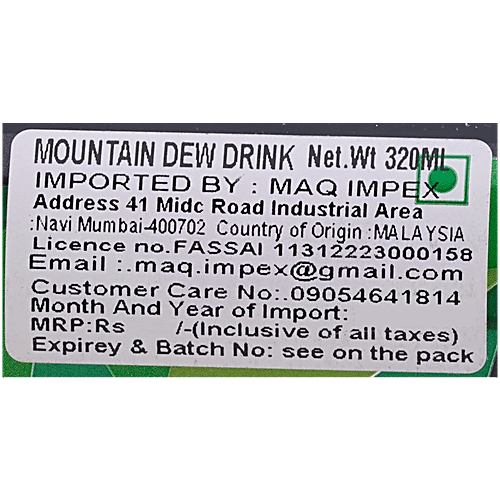 MOUNTAIN DEW DRINK Net.Wt 320ML
IMPORTED BY : MAQ IMPEX
Address 41 Midc Road Industrial Area
:Navi Mumbai-400702 Country of Origin :MALAYSIA
Licence no.FASSAI 11312223000158
Email :.maq.impex@gmail.com
Customer Care No:.09054641814
Month And Year of Import:
MRP:Rs /-(Inclusive of all taxes)
Expirey & Batch No: see on the pack